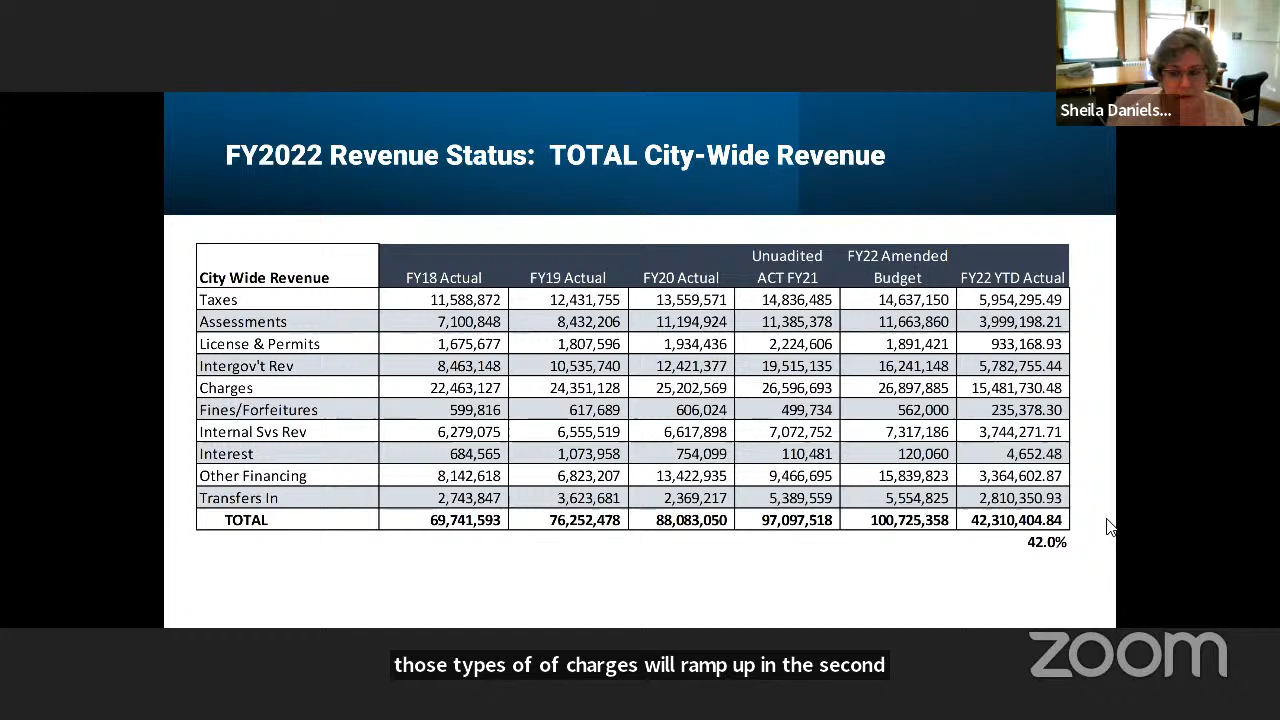 Sheila Daniels...
FY2022 Revenue Status: TOTAL City-Wide Revenue
City Wide Revenue FY18 Actual FY19 Actual FY20 Actual Unuadited ACT FY21 FY22 Amended Budget FY22 YTD Actual
Taxes 11,588,872 12,431,755 13,559,571 14,836,485 14,637,150 5,954,295.49
Assessments 7,100,848 8,432,206 11,194,924 11,385,378 11,663,860 3,999,198.21
License & Permits 1,675,677 1,807,596 1,934,436 2,224,606 1,891,421 933,168.93
Intergov't Rev 8,463,148 10,535,740 12,421,377 19,515,135 16,241,148 5,782,755.44
Charges 22,463,127 24,351,128 25,202,569 26,596,693 26,897,885 15,481,730.48
Fines/Forfeitures 599,816 617,689 606,024 499,734 562,000 235,378.30
Internal Svs Rev 6,279,075 6,555,519 6,617,898 7,072,752 7,317,186 3,744,271.71
Interest 684,565 1,073,958 754,099 110,481 120,060 4,652.48
Other Financing 8,142,618 6,823,207 13,422,935 9,466,695 15,839,823 3,364,602.87
Transfers In 2,743,847 3,623,681 2,369,217 5,389,559 5,554,825 2,810,350.93
TOTAL 69,741,593 76,252,478 88,083,050 97,097,518 100,725,358 42,310,404.84
42.0%
those types of of charges will ramp up in the second
zoom